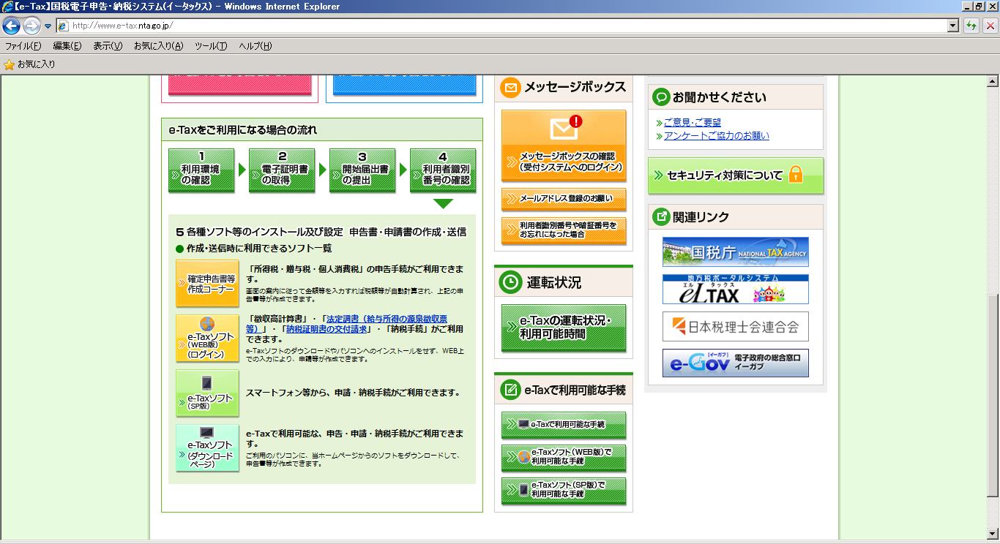 【e-Tax】国税電子申告・納税システム(イータックス) - Windows Internet Explorer
http://www.e-tax.nta.go.jp/
ファイル(F) 編集(E) 表示(V) お気に入り(A) ツール(T) ヘルプ(H)
お気に入り
e-Taxをご利用になる場合の流れ
1
利用環境
の確認
2
電子証明書
の取得
3
開始届出書
の提出
4
利用者識別
番号の確認
5 各種ソフト等のインストール及び設定 申告書・申請書の作成・送信
● 作成・送信時に利用できるソフト一覧
確定申告書等
作成コーナー
「所得税・贈与税・個人消費税」の申告手続がご利用できま
す。
画面の案内に従って金額等を入力すれば税額等が自動計算され、上記の申
告書等が作成できます。
e-Taxソフト
(WEB版)
(ログイン)
「徴収高計算書」・「法定調書（給与所得の源泉徴収票
等）」・「納税証明書の交付請求」・「納税手続」がご利用
できます。
e-Taxソフトのダウンロードやパソコンへのインストールをせず、WEB上
での入力により、申請等が作成できます。
e-Taxソフト
(SP版)
スマートフォン等から、申請・納税手続がご利用できます。
e-Taxソフト
(ダウンロード
ページ)
e-Taxで利用可能な、申告・申請・納税手続がご利用できま
す。
ご利用のパソコンに、当ホームページからのソフトをダウンロードして、
申告書等が作成できます。
メッセージボックス
メッセージボックスの確認
(受付システムへのログイン)
メールアドレス登録のお願い
利用者識別番号や暗証番号を
お忘れになった場合
運転状況
e-Taxの運転状況・
利用可能時間
e-Taxで利用可能な手続
e-Taxで利用可能な手続
e-Taxソフト(WEB版)で
利用可能な手続
e-Taxソフト(SP版)で
利用可能な手続
お聞かせください
ご意見・ご要望
アンケートご協力のお願い
セキュリティ対策について
関連リンク
国税庁 NATIONAL TAX AGENCY
地方税ポータルシステム
エル タックス
eLTAX
日本税理士会連合会
e-Gov [イーガブ] 電子政府の総合窓口
イーガブ